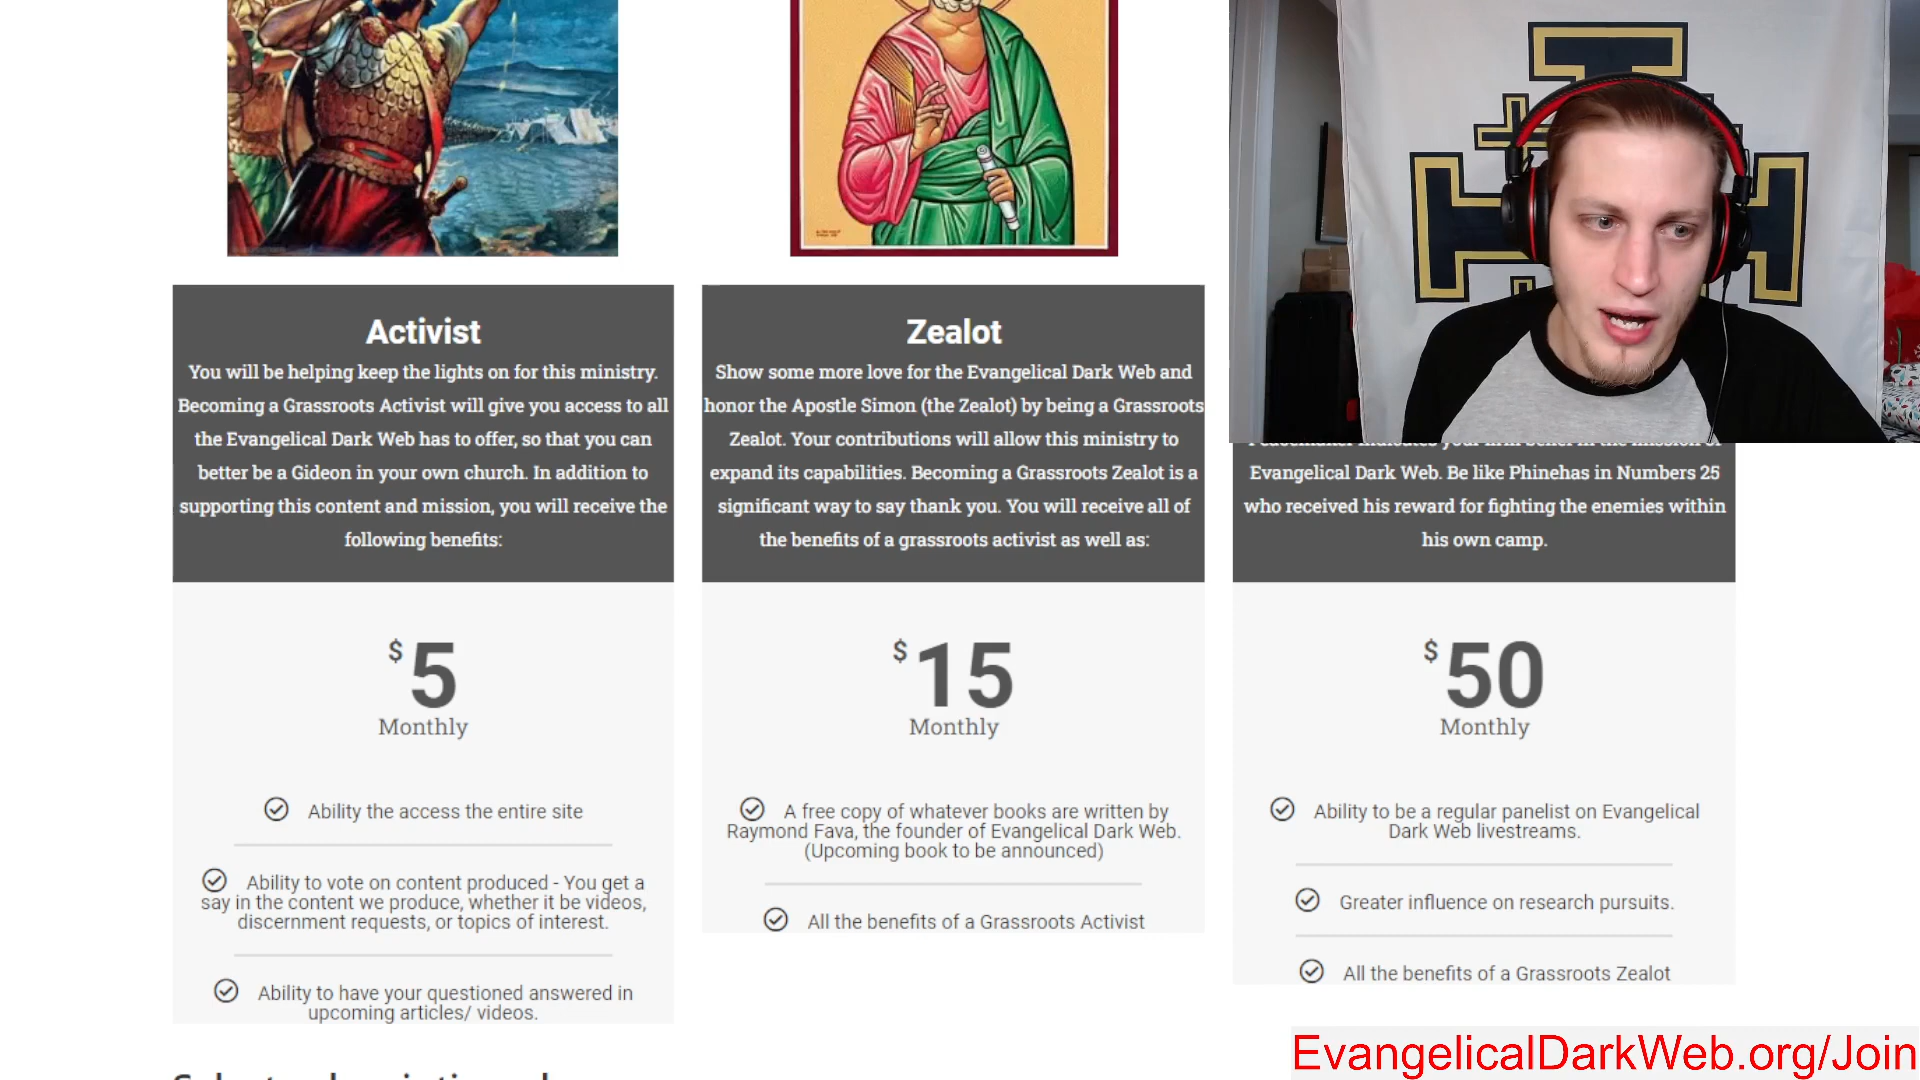 Activist
You will be helping keep the lights on for this ministry.
Becoming a Grassroots Activist will give you access to all
the Evangelical Dark Web has to offer, so that you can
better be a Gideon in your own church. In addition to
supporting this content and mission, you will receive the
following benefits:
$5
Monthly
Ability the access the entire site
Ability to vote on content produced - You get a
say in the content we produce, whether it be videos,
discernment requests, or topics of interest.
Ability to have your questioned answered in
upcoming articles/ videos.
Zealot
Show some more love for the Evangelical Dark Web and
honor the Apostle Simon (the Zealot) by being a Grassroots
Zealot. Your contributions will allow this ministry to
expand its capabilities. Becoming a Grassroots Zealot is a
significant way to say thank you. You will receive all of
the benefits of a grassroots activist as well as:
$15
Monthly
A free copy of whatever books are written by
Raymond Fava, the founder of Evangelical Dark Web.
(Upcoming book to be announced)
All the benefits of a Grassroots Activist
Evangelical Dark Web. Be like Phinehas in Numbers 25
who received his reward for fighting the enemies within
his own camp.
$50
Monthly
Ability to be a regular panelist on Evangelical
Dark Web livestreams.
Greater influence on research pursuits.
All the benefits of a Grassroots Zealot
EvangelicalDarkWeb.org/Join